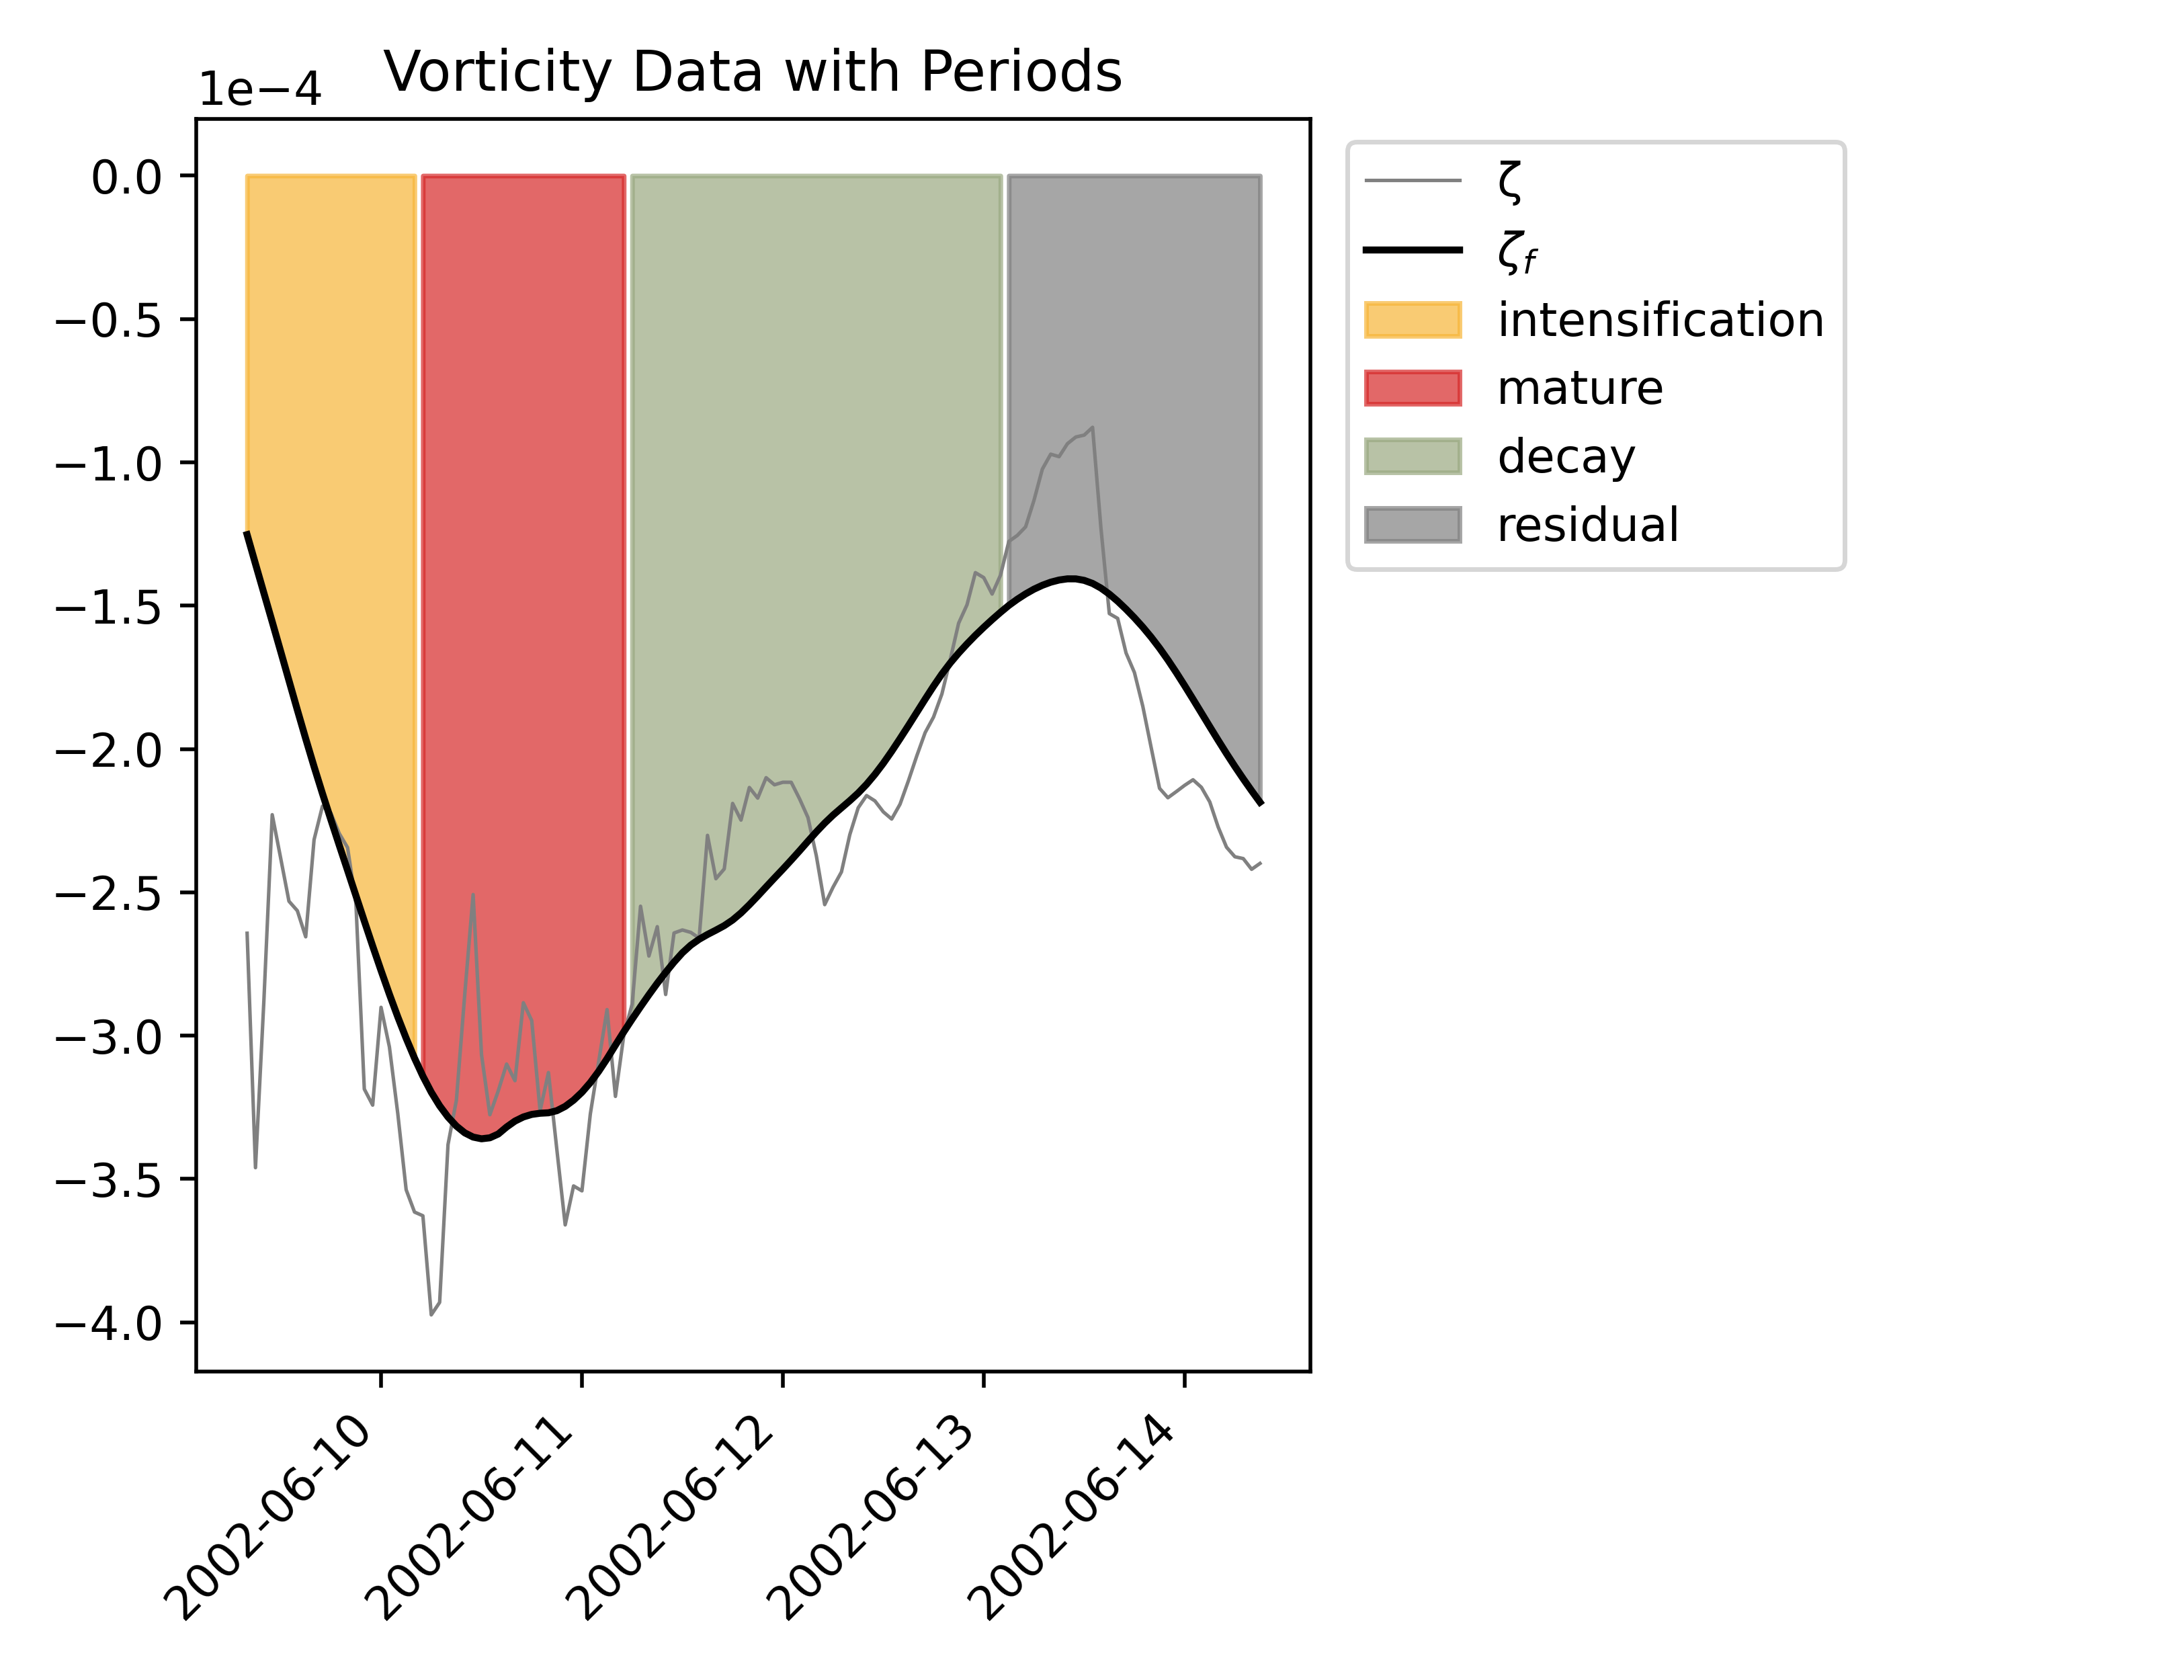 Vorticity Data with Periods
1e−4
0.0
−0.5
−1.0
−1.5
−2.0
−2.5
−3.0
−3.5
−4.0
2002-06-10
2002-06-11
2002-06-12
2002-06-13
2002-06-14
ζ
ζf
intensification
mature
decay
residual